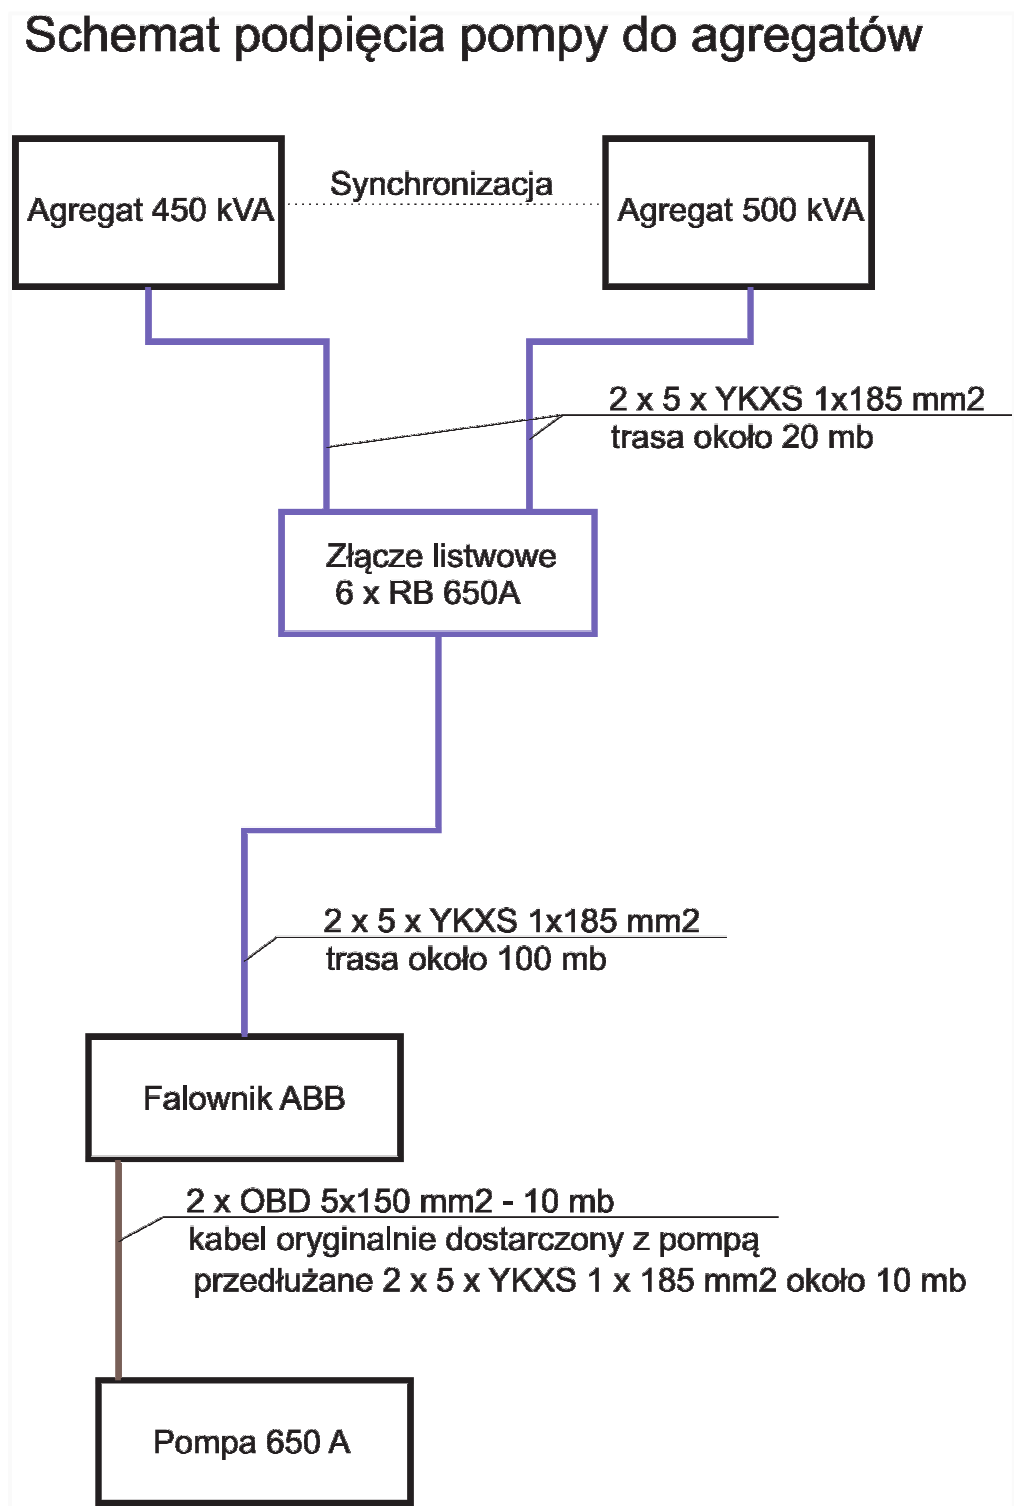 Schemat podpięcia pompy do agregatów
Agregat 450 kVA
Synchronizacja
Agregat 500 kVA
2 x 5 x YKXS 1x185 mm2
trasa około 20 mb
Złącze listwowe
6 x RB 650A
2 x 5 x YKXS 1x185 mm2
trasa około 100 mb
Falownik ABB
2 x OBD 5x150 mm2 - 10 mb
kabel oryginalnie dostarczony z pompą
przedłużane 2 x 5 x YKXS 1 x 185 mm2 około 10 mb
Pompa 650 A